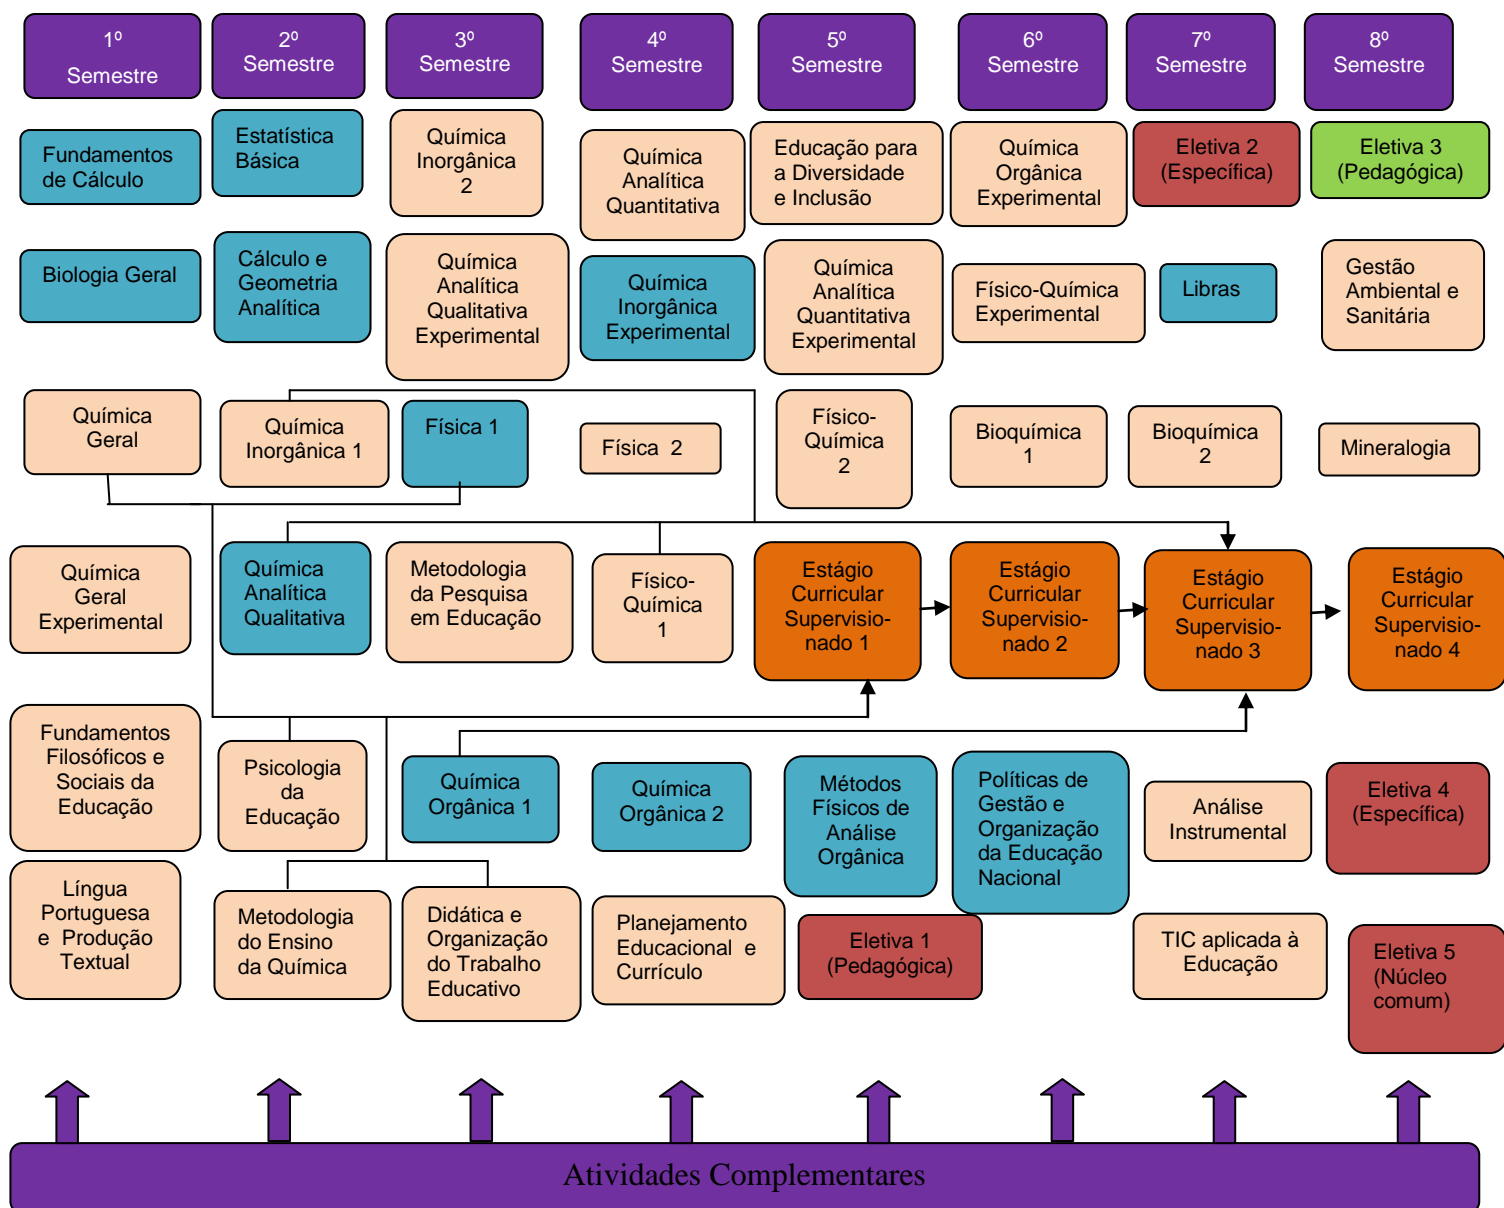 1º
Semestre
2º
Semestre
3º
Semestre
4º
Semestre
5º
Semestre
6º
Semestre
7º
Semestre
8º
Semestre
Fundamentos
de Cálculo
Estatística
Básica
Química
Inorgânica
2
Química
Analítica
Quantitativa
Educação para
a Diversidade
e Inclusão
Química
Orgânica
Experimental
Eletiva 2
(Específica)
Eletiva 3
(Pedagógica)
Biologia Geral
Cálculo e
Geometria
Analítica
Química
Analítica
Qualitativa
Experimental
Química
Inorgânica
Experimental
Química
Analítica
Quantitativa
Experimental
Físico-Química
Experimental
Libras
Gestão
Ambiental e
Sanitária
Química
Geral
Química
Inorgânica 1
Física 1
Física 2
Físico-
Química
2
Bioquímica
1
Bioquímica
2
Mineralogia
Química
Geral
Experimental
Química
Analítica
Qualitativa
Metodologia
da Pesquisa
em Educação
Físico-
Química
1
Estágio
Curricular
Supervisio-
nado 1
Estágio
Curricular
Supervisio-
nado 2
Estágio
Curricular
Supervisio-
nado 3
Estágio
Curricular
Supervisio-
nado 4
Fundamentos
Filosóficos e
Sociais da
Educação
Psicologia
da
Educação
Química
Orgânica 1
Química
Orgânica 2
Métodos
Físicos de
Análise
Orgânica
Políticas de
Gestão e
Organização
da Educação
Nacional
Análise
Instrumental
Eletiva 4
(Específica)
Língua
Portuguesa
e Produção
Textual
Metodologia
do Ensino
da Química
Didática e
Organização
do Trabalho
Educativo
Planejamento
Educacional e
Currículo
Eletiva 1
(Pedagógica)
TIC aplicada à
Educação
Eletiva 5
(Núcleo
comum)
Atividades Complementares